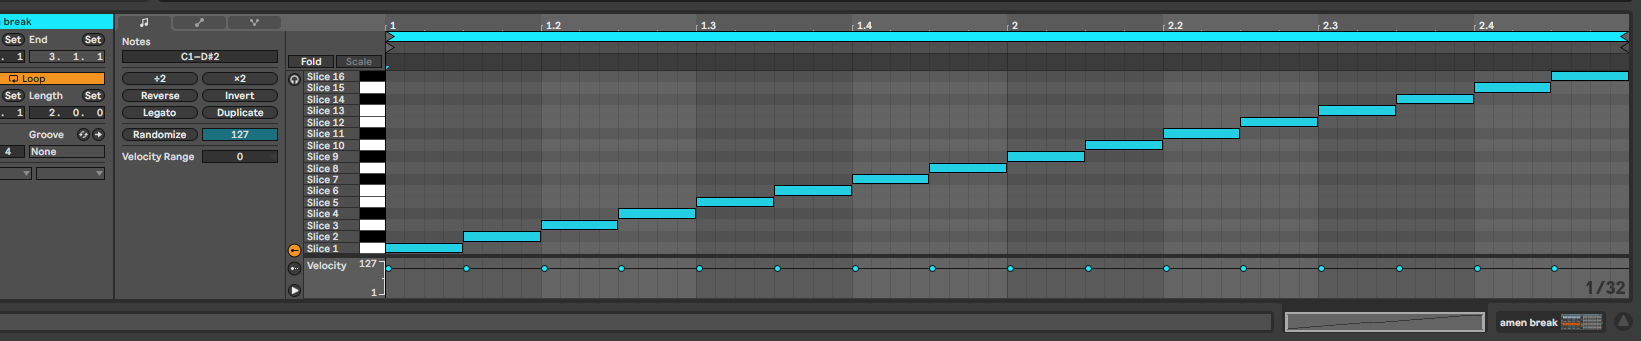 en break
1
1.2
1.3
1.4
2
2.2
2.3
2.4
Set End Set
Notes
. 1 3. 1. 1
C1–D#2
Fold Scale
Loop
÷2 ×2
Set Length Set
Reverse Invert
. 1 2. 0. 0
Legato Duplicate
Groove
Randomize 127
4 None
Velocity Range 0
Slice 16
Slice 15
Slice 14
Slice 13
Slice 12
Slice 11
Slice 10
Slice 9
Slice 8
Slice 7
Slice 6
Slice 5
Slice 4
Slice 3
Slice 2
Slice 1
Velocity 127
1
1/32
amen break